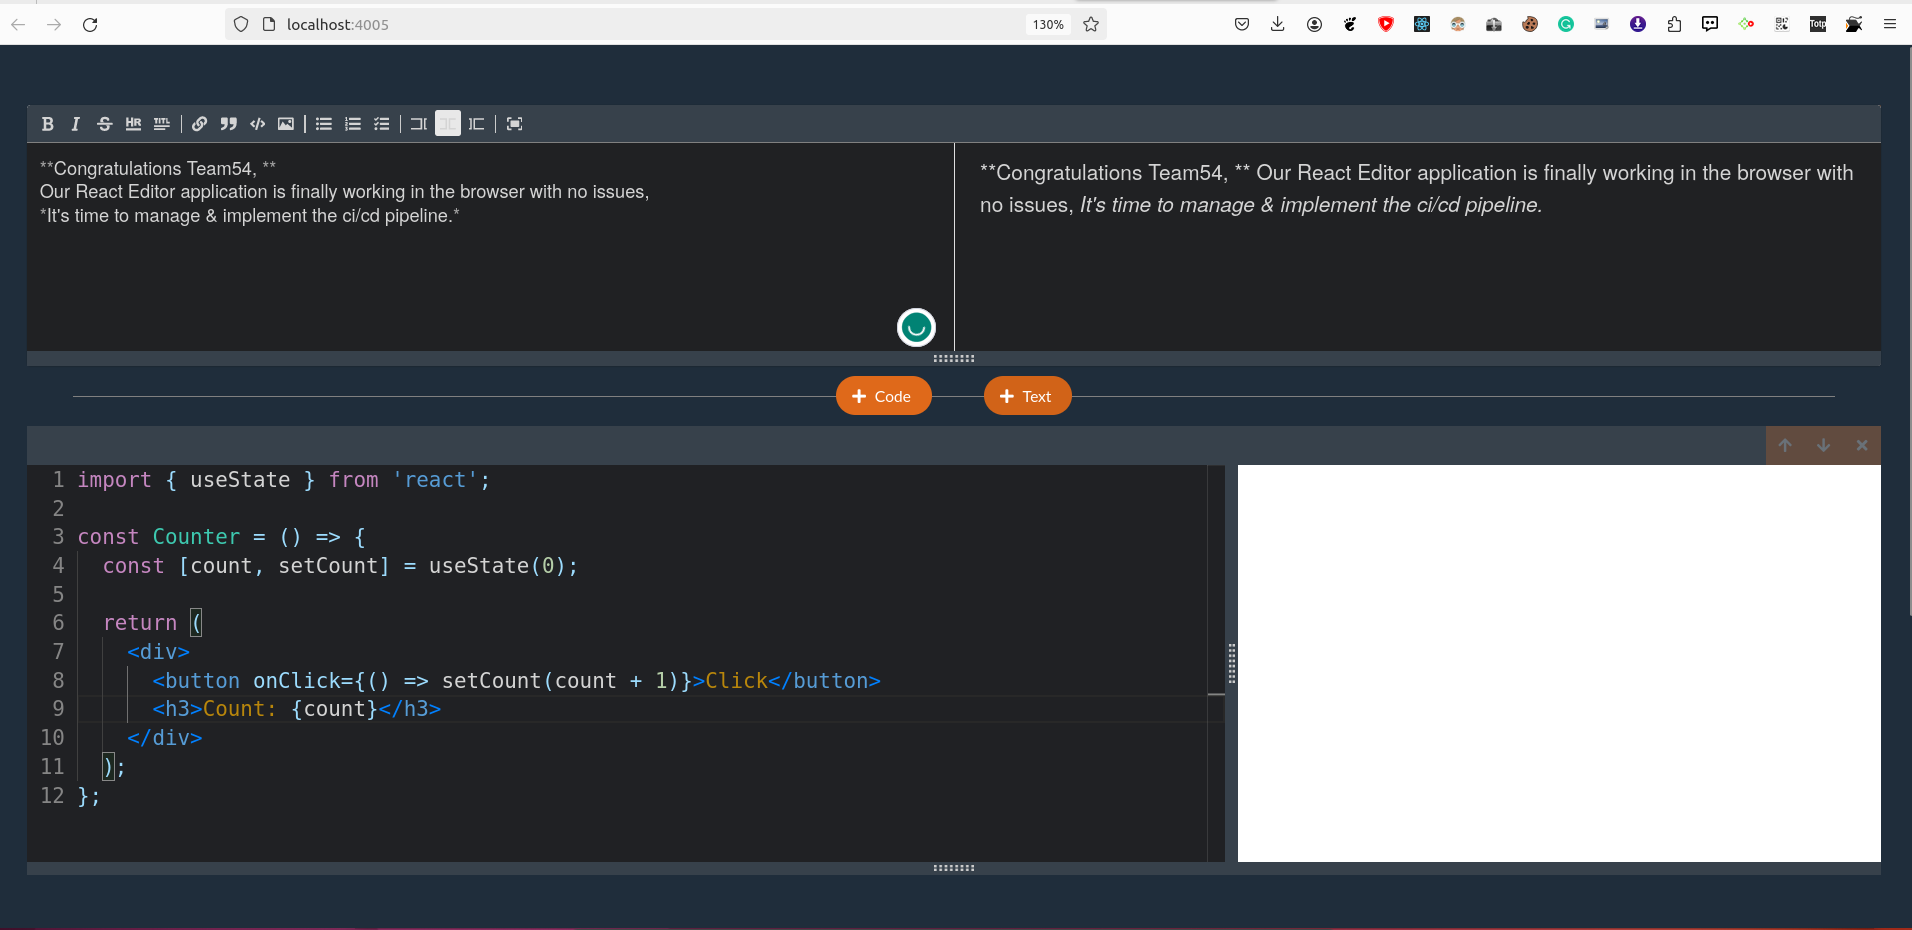 localhost:4005
130%
Totp
B I S HR TITL
**Congratulations Team54, **
Our React Editor application is finally working in the browser with no issues,
*It's time to manage & implement the ci/cd pipeline.*
**Congratulations Team54, ** Our React Editor application is finally working in the browser with
no issues, It's time to manage & implement the ci/cd pipeline.
+ Code
+ Text
1 import { useState } from 'react';
2
3 const Counter = () => {
4   const [count, setCount] = useState(0);
5
6   return (
7     <div>
8       <button onClick={() => setCount(count + 1)}>Click</button>
9       <h3>Count: {count}</h3>
10     </div>
11   );
12 };